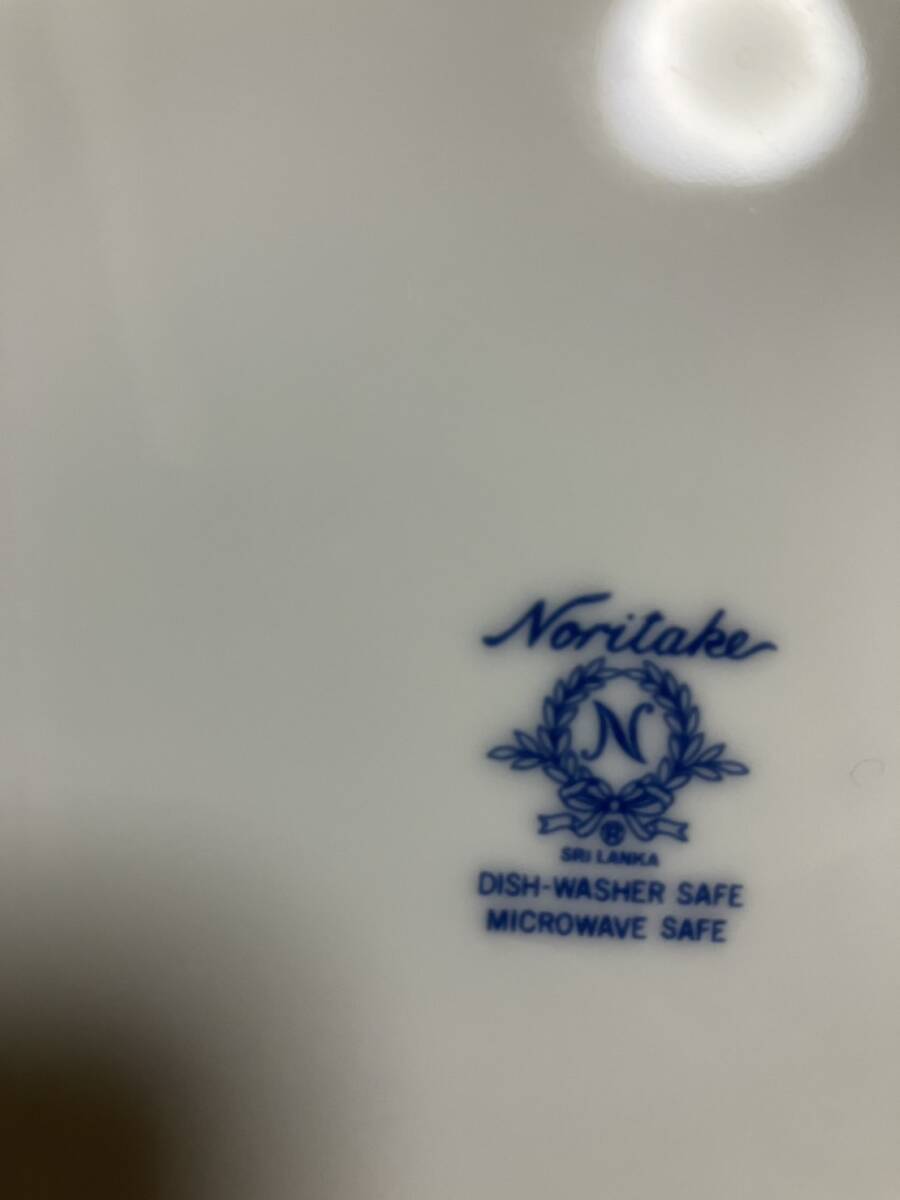 Noritake
N
®
SRI LANKA
DISH-WASHER SAFE
MICROWAVE SAFE